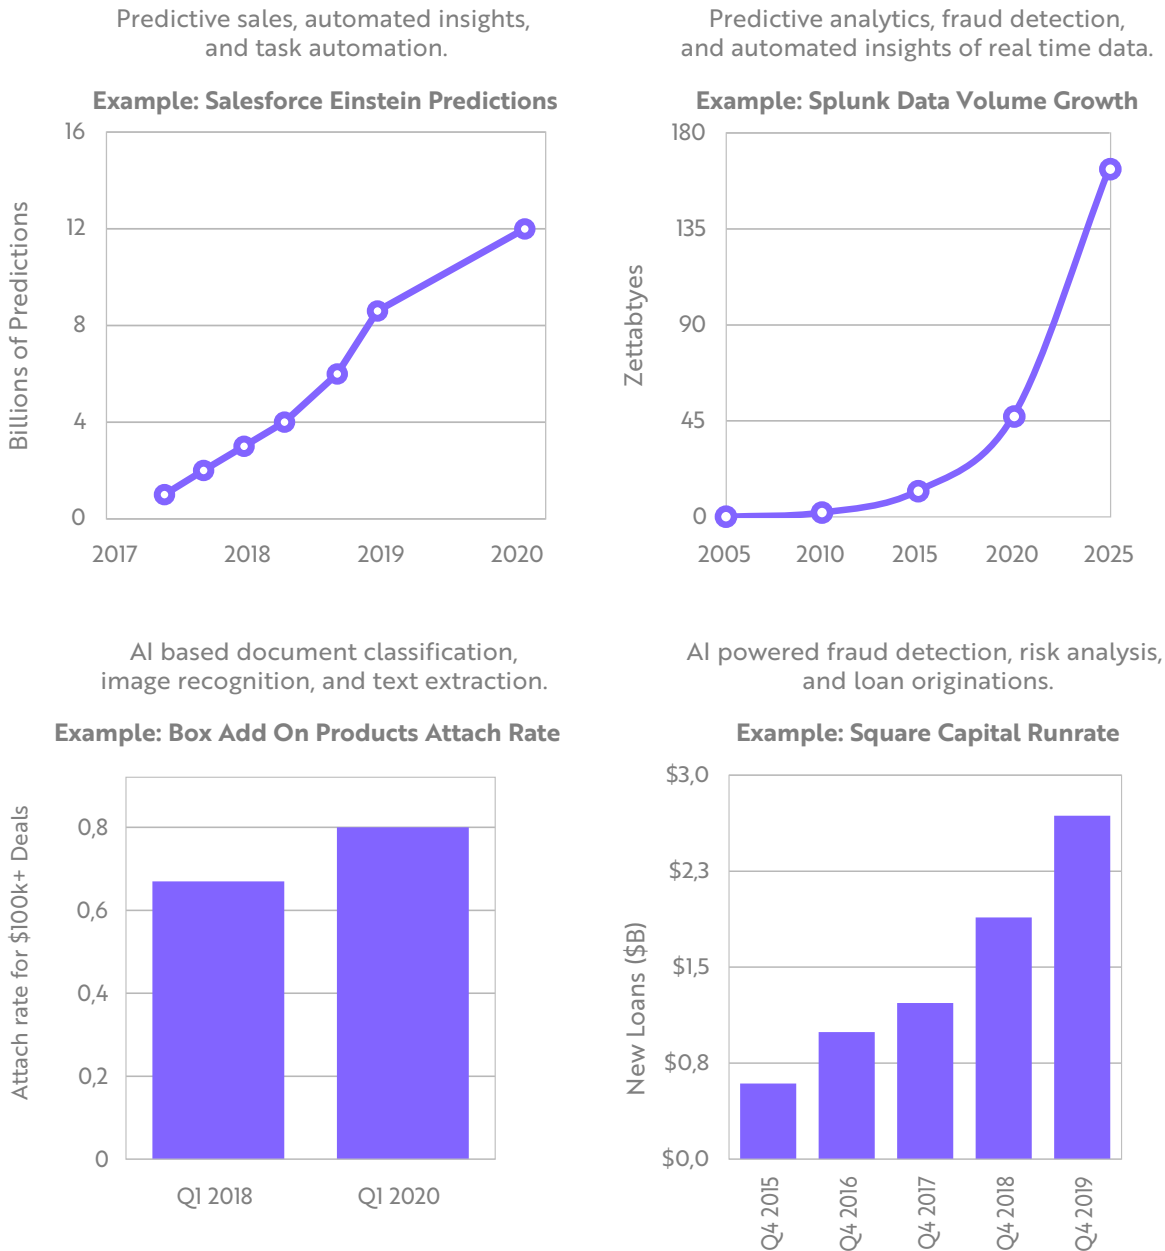 Predictive sales, automated insights,
and task automation.
Example: Salesforce Einstein Predictions
Billions of Predictions
16
12
8
4
0
2017
2018
2019
2020
Predictive analytics, fraud detection,
and automated insights of real time data.
Example: Splunk Data Volume Growth
Zettabtyes
180
135
90
45
0
2005
2010
2015
2020
2025
AI based document classification,
image recognition, and text extraction.
Example: Box Add On Products Attach Rate
Attach rate for $100k+ Deals
0,8
0,6
0,4
0,2
0
Q1 2018
Q1 2020
AI powered fraud detection, risk analysis,
and loan originations.
Example: Square Capital Runrate
New Loans ($B)
$3,0
$2,3
$1,5
$0,8
$0,0
Q4 2015
Q4 2016
Q4 2017
Q4 2018
Q4 2019